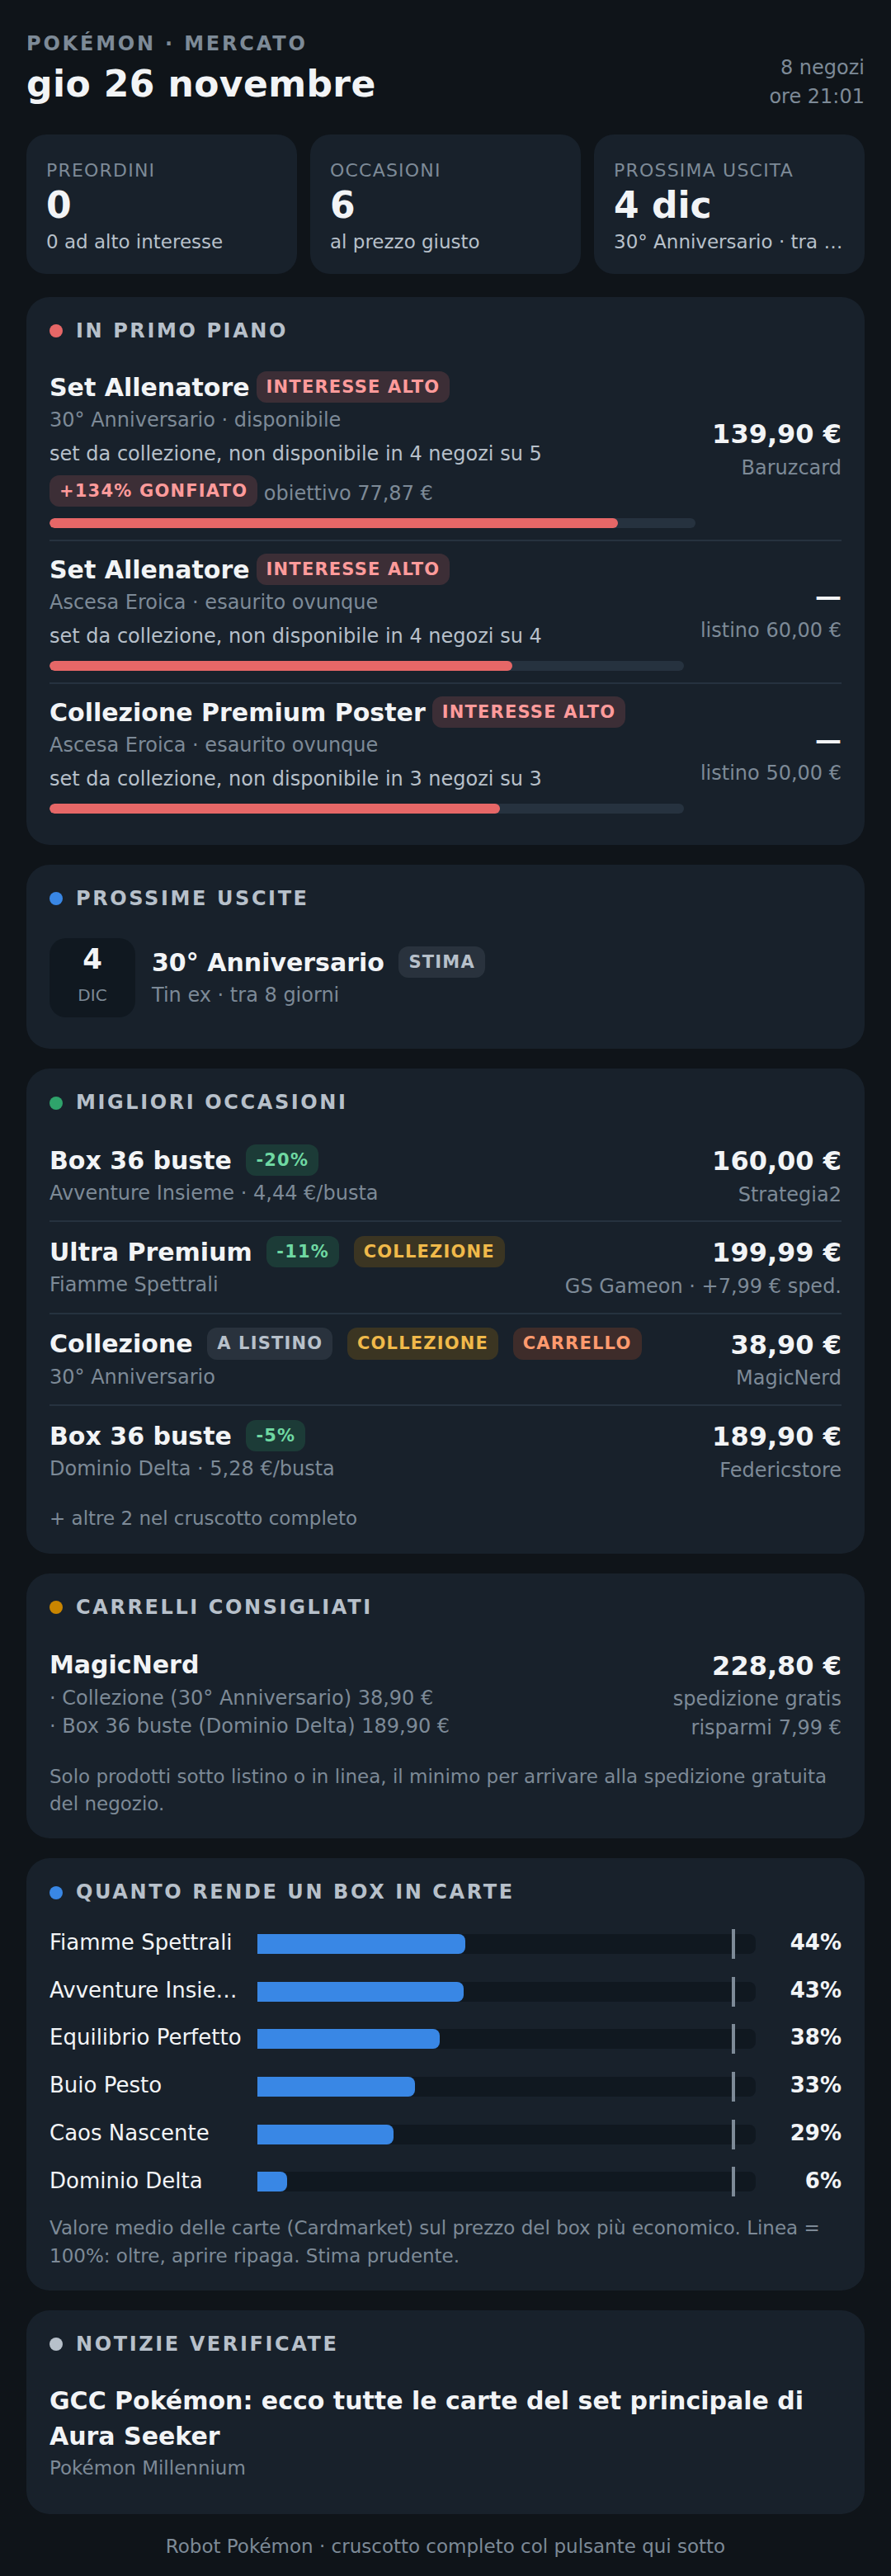 POKÉMON · MERCATO
gio 26 novembre
8 negozi
ore 21:01
PREORDINI
0
0 ad alto interesse
OCCASIONI
6
al prezzo giusto
PROSSIMA USCITA
4 dic
30° Anniversario · tra …
IN PRIMO PIANO
Set Allenatore INTERESSE ALTO
30° Anniversario · disponibile
set da collezione, non disponibile in 4 negozi su 5
+134% GONFIATO obiettivo 77,87 €
139,90 €
Baruzcard
Set Allenatore INTERESSE ALTO
Ascesa Eroica · esaurito ovunque
set da collezione, non disponibile in 4 negozi su 4
—
listino 60,00 €
Collezione Premium Poster INTERESSE ALTO
Ascesa Eroica · esaurito ovunque
set da collezione, non disponibile in 3 negozi su 3
—
listino 50,00 €
PROSSIME USCITE
4
DIC
30° Anniversario STIMA
Tin ex · tra 8 giorni
MIGLIORI OCCASIONI
Box 36 buste -20% 160,00 €
Avventure Insieme · 4,44 €/busta Strategia2
Ultra Premium -11% COLLEZIONE 199,99 €
Fiamme Spettrali GS Gameon · +7,99 € sped.
Collezione A LISTINO COLLEZIONE CARRELLO 38,90 €
30° Anniversario MagicNerd
Box 36 buste -5% 189,90 €
Dominio Delta · 5,28 €/busta Federicstore
+ altre 2 nel cruscotto completo
CARRELLI CONSIGLIATI
MagicNerd 228,80 €
· Collezione (30° Anniversario) 38,90 € spedizione gratis
· Box 36 buste (Dominio Delta) 189,90 € risparmi 7,99 €
Solo prodotti sotto listino o in linea, il minimo per arrivare alla spedizione gratuita
del negozio.
QUANTO RENDE UN BOX IN CARTE
Fiamme Spettrali 44%
Avventure Insie… 43%
Equilibrio Perfetto 38%
Buio Pesto 33%
Caos Nascente 29%
Dominio Delta 6%
Valore medio delle carte (Cardmarket) sul prezzo del box più economico. Linea =
100%: oltre, aprire ripaga. Stima prudente.
NOTIZIE VERIFICATE
GCC Pokémon: ecco tutte le carte del set principale di
Aura Seeker
Pokémon Millennium
Robot Pokémon · cruscotto completo col pulsante qui sotto